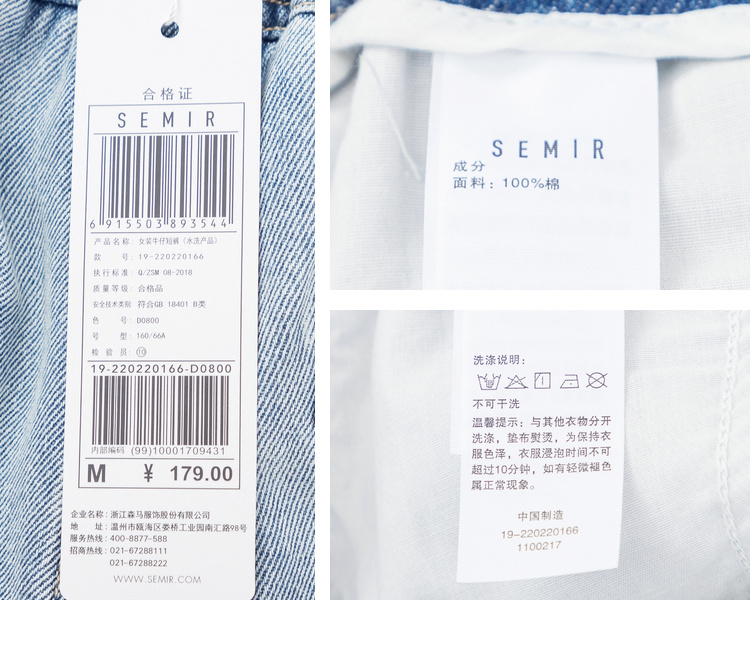 合格证
SEMIR
6 915503 893544
产品名称: 女装牛仔短裤(水洗产品)
款 号: 19-220220166
执行标准: Q/ZSM 08-2018
质量等级: 合格品
安全技术类别 符合GB 18401 B类
色 号: D0800
号 型: 160/66A
检 验 员: ⑩
19-220220166-D0800
内部编码 (99)10001709431
M ¥ 179.00
企业名称: 浙江森马服饰股份有限公司
地 址: 温州市瓯海区娄桥工业园南汇路98号
服务热线: 400-8877-588
招商热线: 021-67288111
021-67288222
WWW.SEMIR.COM
SEMIR
成分
面料: 100%棉
洗涤说明:
不可干洗
温馨提示: 与其他衣物分开
洗涤, 垫布熨烫, 为保持衣
服色泽, 衣服浸泡时间不可
超过10分钟, 如有轻微褪色
属正常现象。
中国制造
19-220220166
1100217